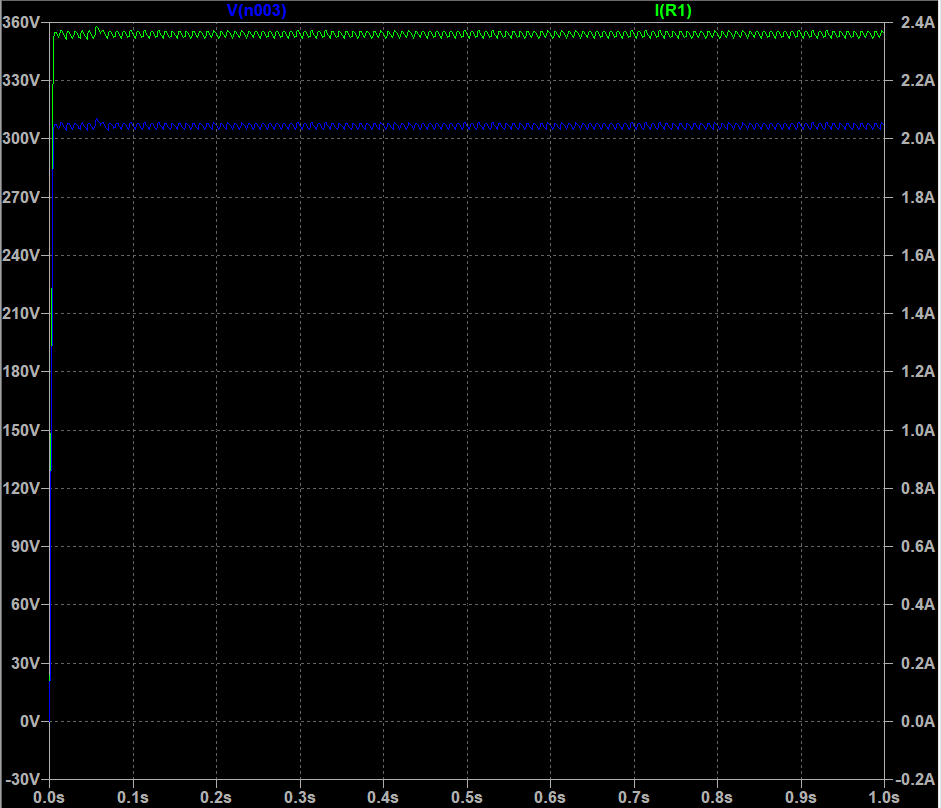 V(n003) I(R1)
360V 2.4A
330V 2.2A
300V 2.0A
270V 1.8A
240V 1.6A
210V 1.4A
180V 1.2A
150V 1.0A
120V 0.8A
90V 0.6A
60V 0.4A
30V 0.2A
0V 0.0A
-30V -0.2A
0.0s 0.1s 0.2s 0.3s 0.4s 0.5s 0.6s 0.7s 0.8s 0.9s 1.0s